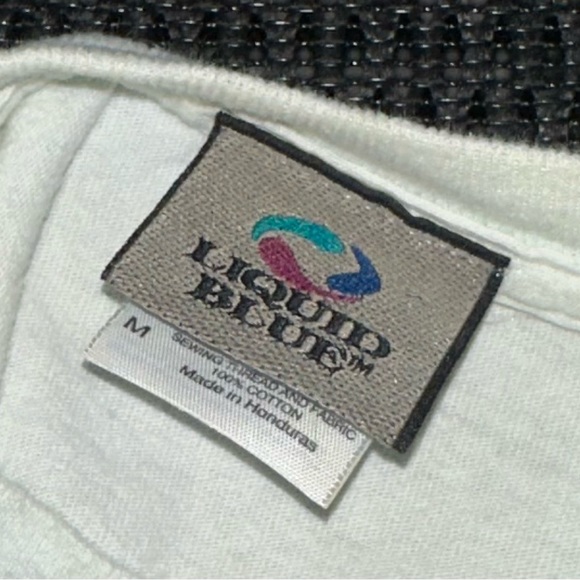 LIQUID
BLUE™
M
SEWING THREAD AND FABRIC
100% COTTON
Made in Honduras